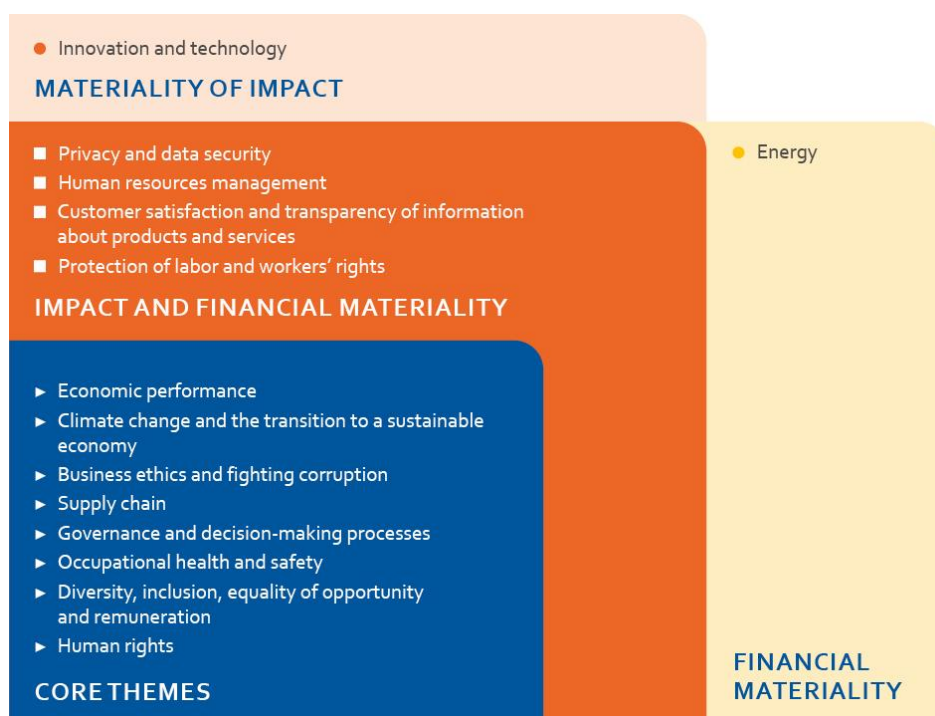 Innovation and technology
MATERIALITY OF IMPACT
Privacy and data security
Human resources management
Customer satisfaction and transparency of information
about products and services
Protection of labor and workers' rights
IMPACT AND FINANCIAL MATERIALITY
Economic performance
Climate change and the transition to a sustainable
economy
Business ethics and fighting corruption
Supply chain
Governance and decision-making processes
Occupational health and safety
Diversity, inclusion, equality of opportunity
and remuneration
Human rights
CORE THEMES
Energy
FINANCIAL
MATERIALITY